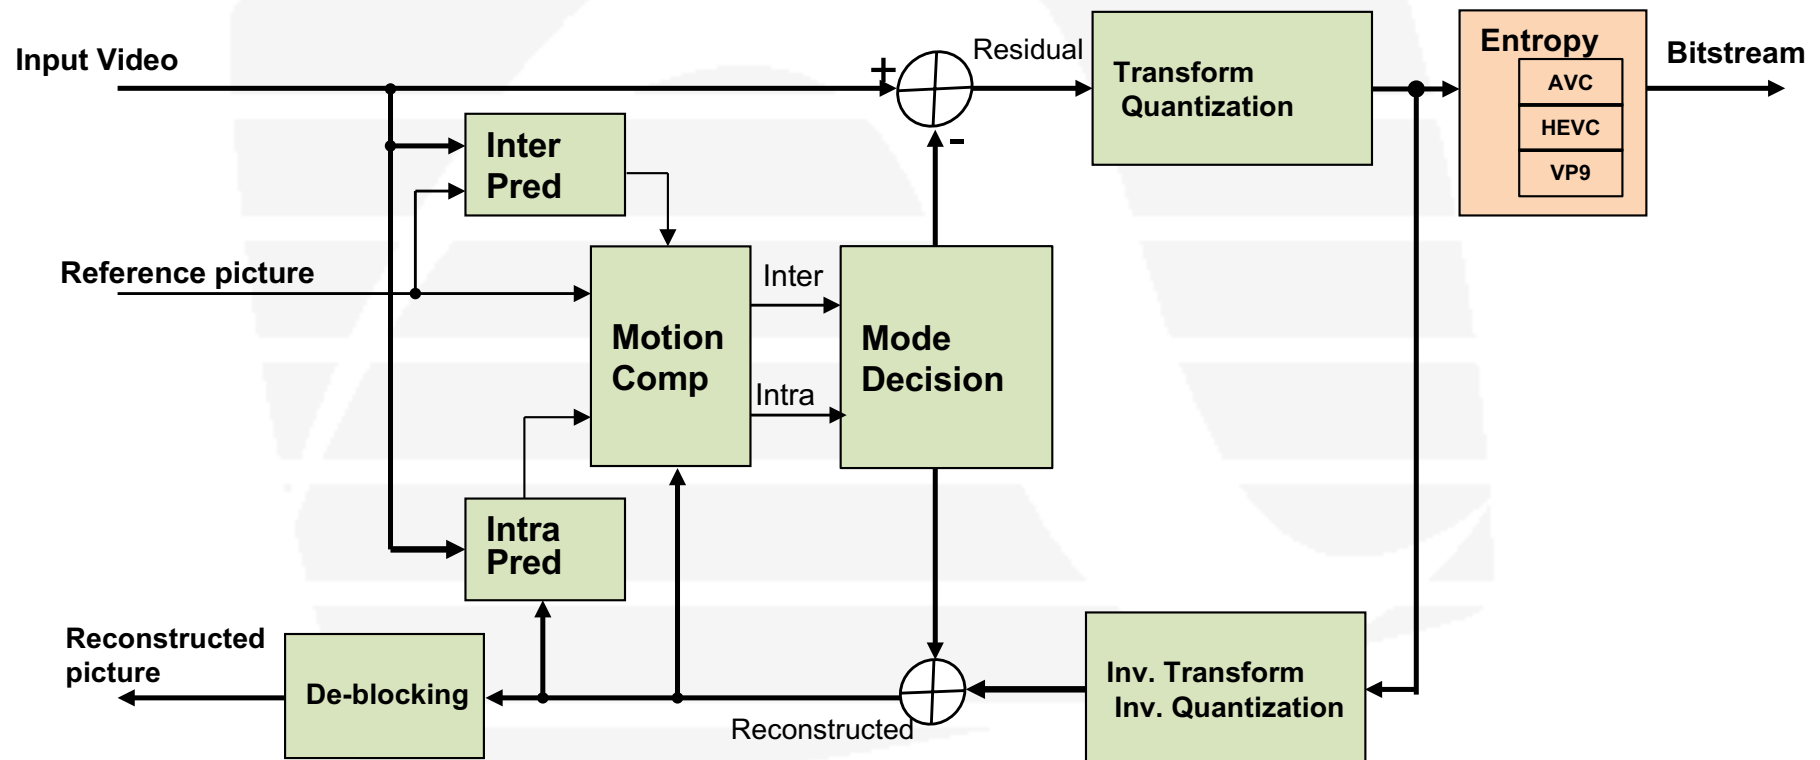 Input Video
+
Residual
Transform
Quantization
Entropy
AVC
HEVC
VP9
Bitstream
-
Inter
Pred
Reference picture
Motion
Comp
Inter
Intra
Mode
Decision
Intra
Pred
Reconstructed
picture
De-blocking
Reconstructed
Inv. Transform
Inv. Quantization